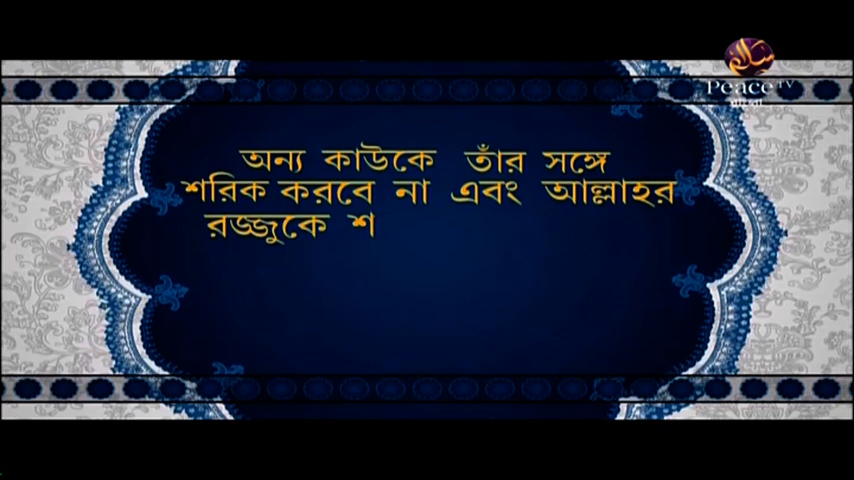 Peace TV
বাংলা
অন্য কাউকে তাঁর সঙ্গে
শরিক করবে না এবং আল্লাহর
রজ্জুকে শ